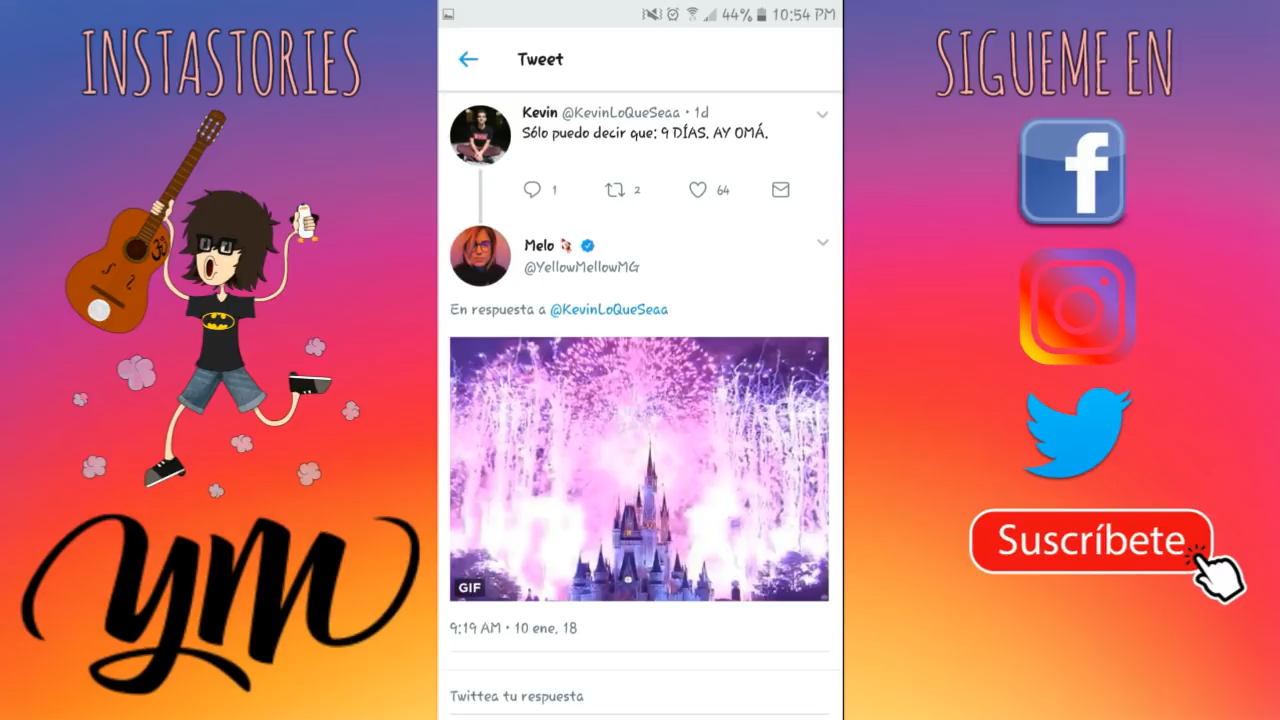 INSTASTORIES
ym
44% 10:54 PM
Tweet
Kevin @KevinLoQueSeaa • 1d
Sólo puedo decir que: 9 DÍAS. AY OMÁ.
1 2 64
Melo
@YellowMellowMG
En respuesta a @KevinLoQueSeaa
GIF
9:19 AM • 10 ene. 18
Twittea tu respuesta
SIGUEME EN
f
Suscríbete